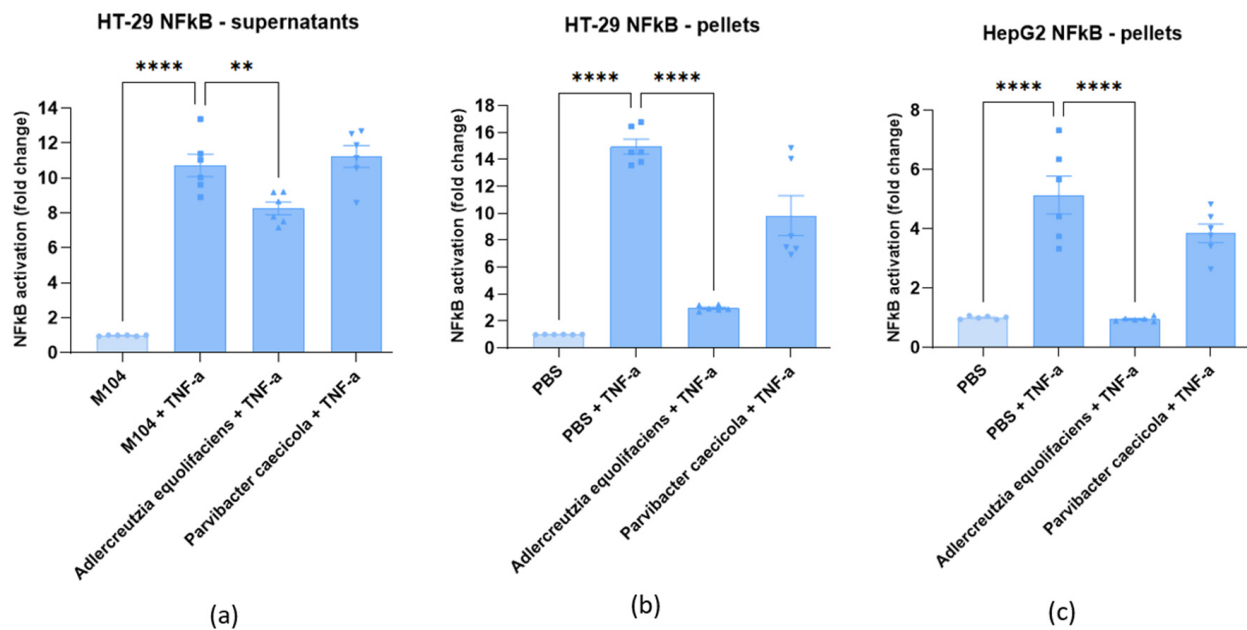 HT-29 NFkB - supernatants
**** **
NFkB activation (fold change)
14
12
10
8
6
4
2
0
M104
M104 + TNF-a
Adlercreutzia equolifaciens + TNF-a
Parvibacter caecicola + TNF-a
(a)
HT-29 NFkB - pellets
**** ****
NFkB activation (fold change)
18
16
14
12
10
8
6
4
2
0
PBS
PBS + TNF-a
Adlercreutzia equolifaciens + TNF-a
Parvibacter caecicola + TNF-a
(b)
HepG2 NFkB - pellets
**** ****
NFkB activation (fold change)
8
6
4
2
0
PBS
PBS + TNF-a
Adlercreutzia equolifaciens + TNF-a
Parvibacter caecicola + TNF-a
(c)